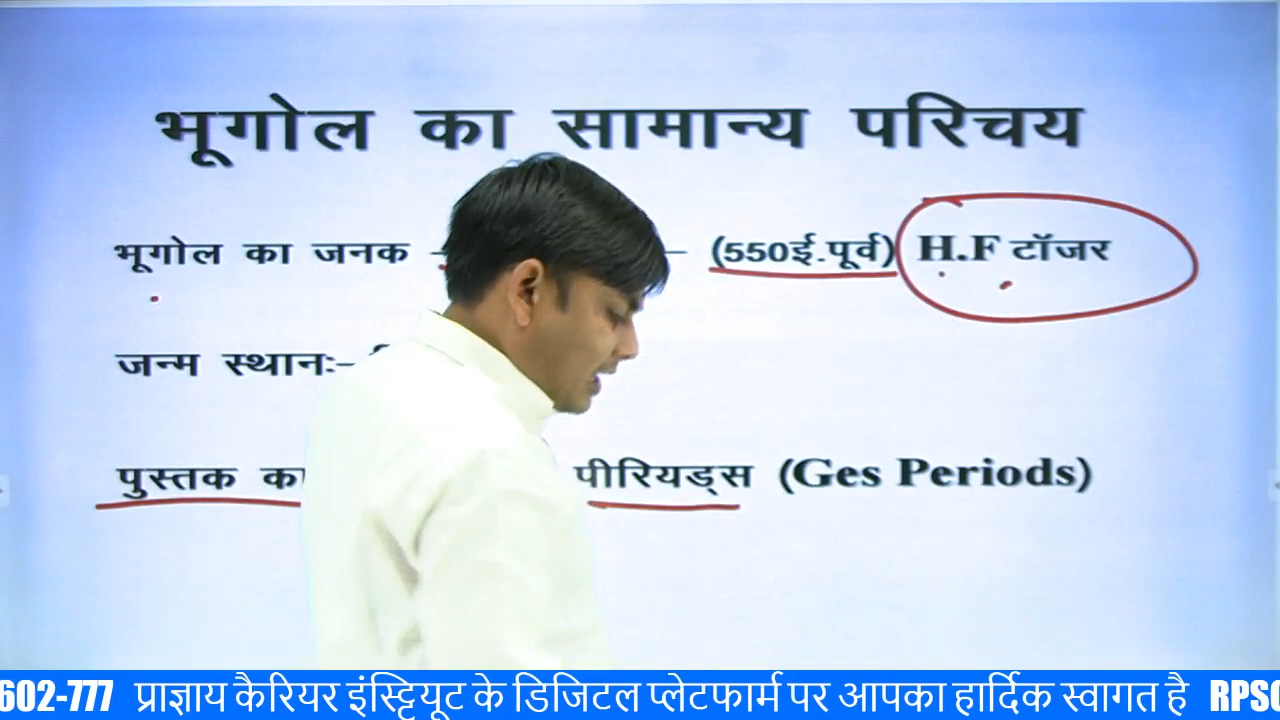 भूगोल का सामान्य परिचय
भूगोल का जनक – – (550ई.पूर्व) H.F टॉजर
जन्म स्थानः–
पुस्तक का पीरियड्स (Ges Periods)
602-777 प्राज्ञाय कैरियर इंस्ट्टियूट के डिजिटल प्लेटफार्म पर आपका हार्दिक स्वागत है RPSC